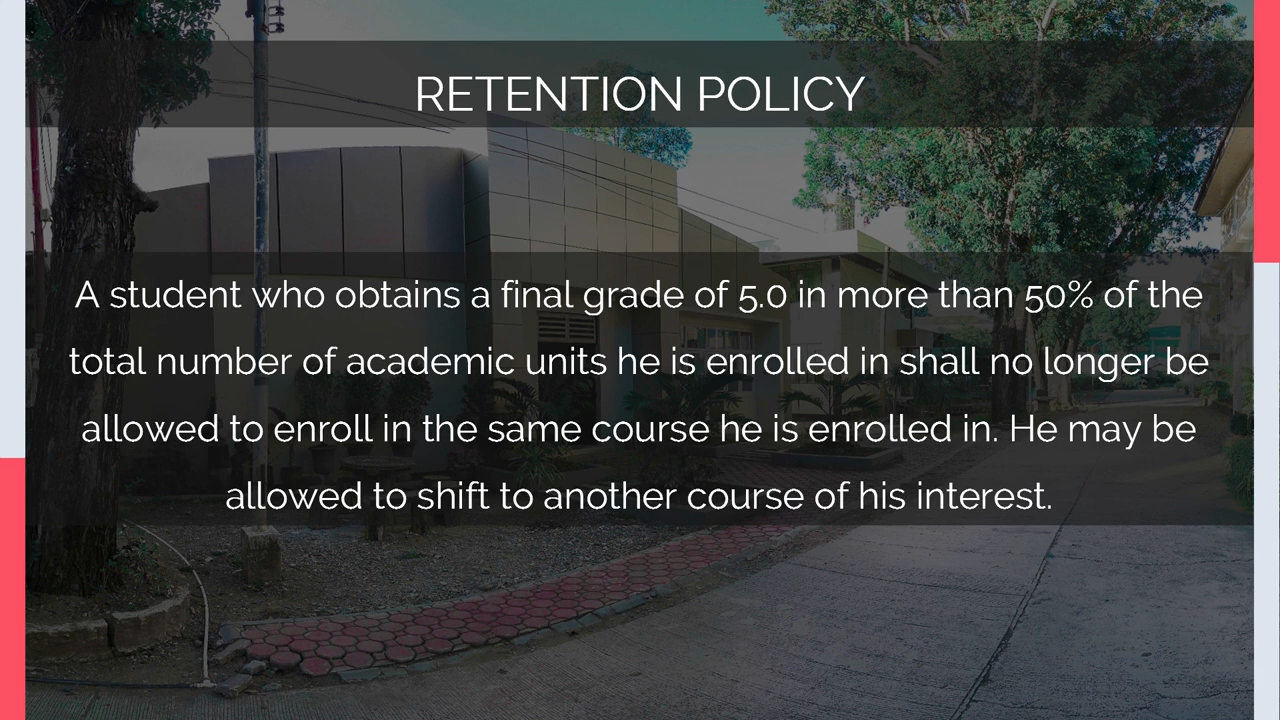 RETENTION POLICY
A student who obtains a final grade of 5.0 in more than 50% of the
total number of academic units he is enrolled in shall no longer be
allowed to enroll in the same course he is enrolled in. He may be
allowed to shift to another course of his interest.